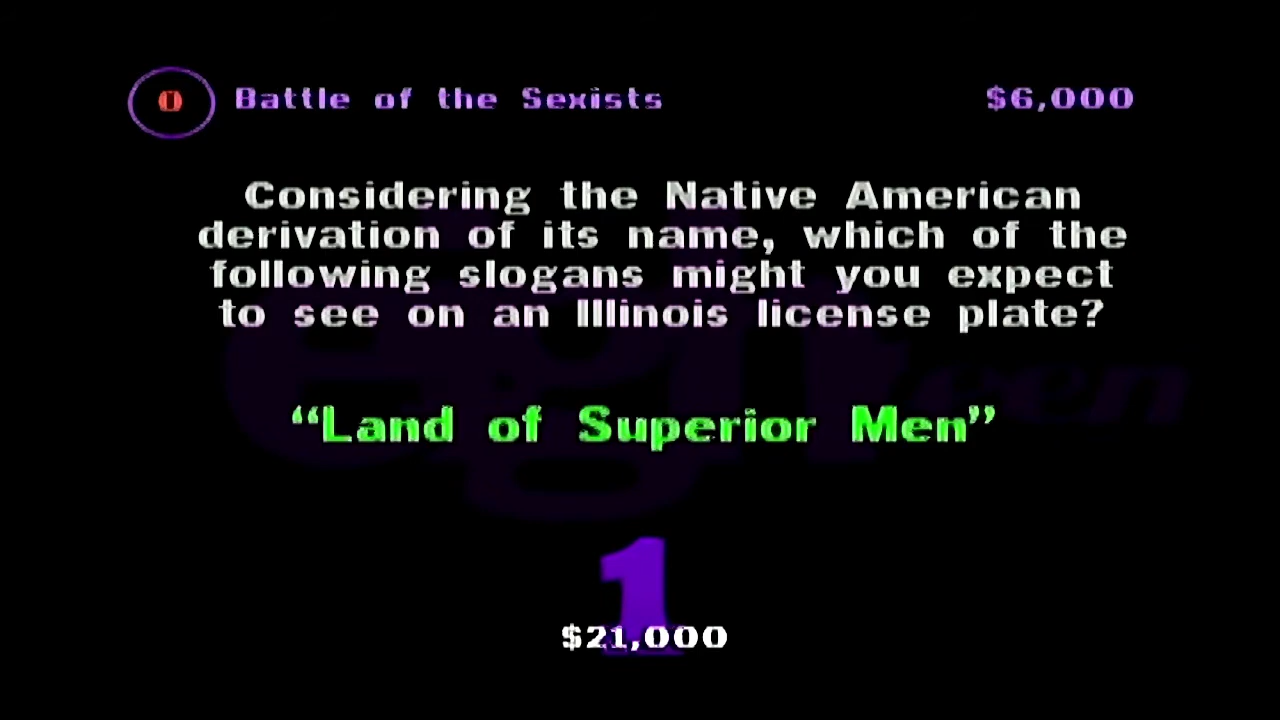 0 Battle of the Sexists $6,000
Considering the Native American
derivation of its name, which of the
following slogans might you expect
to see on an Illinois license plate?
“Land of Superior Men”
1
$21,000